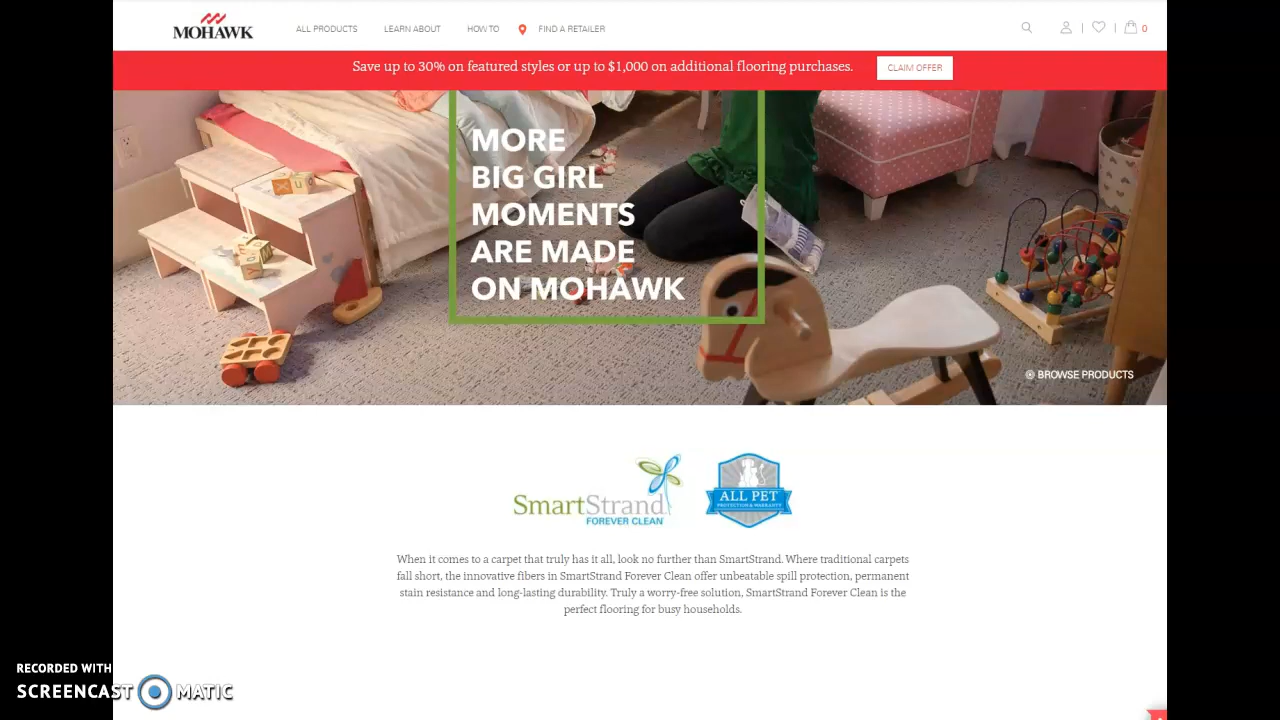 MOHAWK
ALL PRODUCTS
LEARN ABOUT
HOW TO
FIND A RETAILER
0
Save up to 30% on featured styles or up to $1,000 on additional flooring purchases.
CLAIM OFFER
MORE
BIG GIRL
MOMENTS
ARE MADE
ON MOHAWK
BROWSE PRODUCTS
SmartStrand
FOREVER CLEAN
ALL PET
PROTECTION & WARRANTY
When it comes to a carpet that truly has it all, look no further than SmartStrand. Where traditional carpets
fall short, the innovative fibers in SmartStrand Forever Clean offer unbeatable spill protection, permanent
stain resistance and long-lasting durability. Truly a worry-free solution, SmartStrand Forever Clean is the
perfect flooring for busy households.
RECORDED WITH
SCREENCAST MATIC